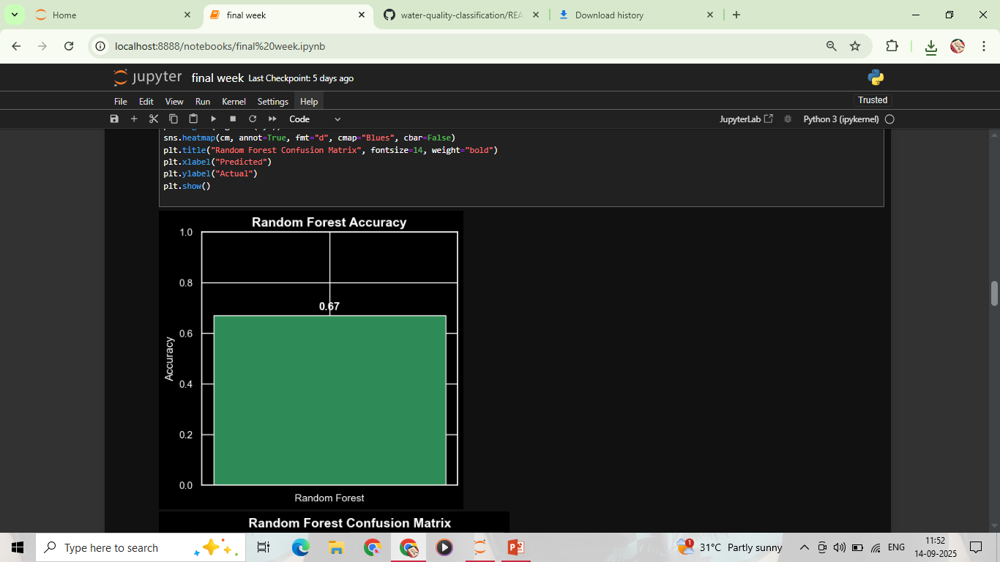 Home
final week
water-quality-classification/REA
Download history
localhost:8888/notebooks/final%20week.ipynb
jupyter final week Last Checkpoint: 5 days ago
File Edit View Run Kernel Settings Help
Trusted
Code
JupyterLab
Python 3 (ipykernel)
sns.heatmap(cm, annot=True, fmt="d", cmap="Blues", cbar=False)
plt.title("Random Forest Confusion Matrix", fontsize=14, weight="bold")
plt.xlabel("Predicted")
plt.ylabel("Actual")
plt.show()
Random Forest Accuracy
1.0
0.8
0.67
0.6
Accuracy
0.4
0.2
0.0
Random Forest
Random Forest Confusion Matrix
Type here to search
1
31°C Partly sunny
ENG
11:52
14-09-2025